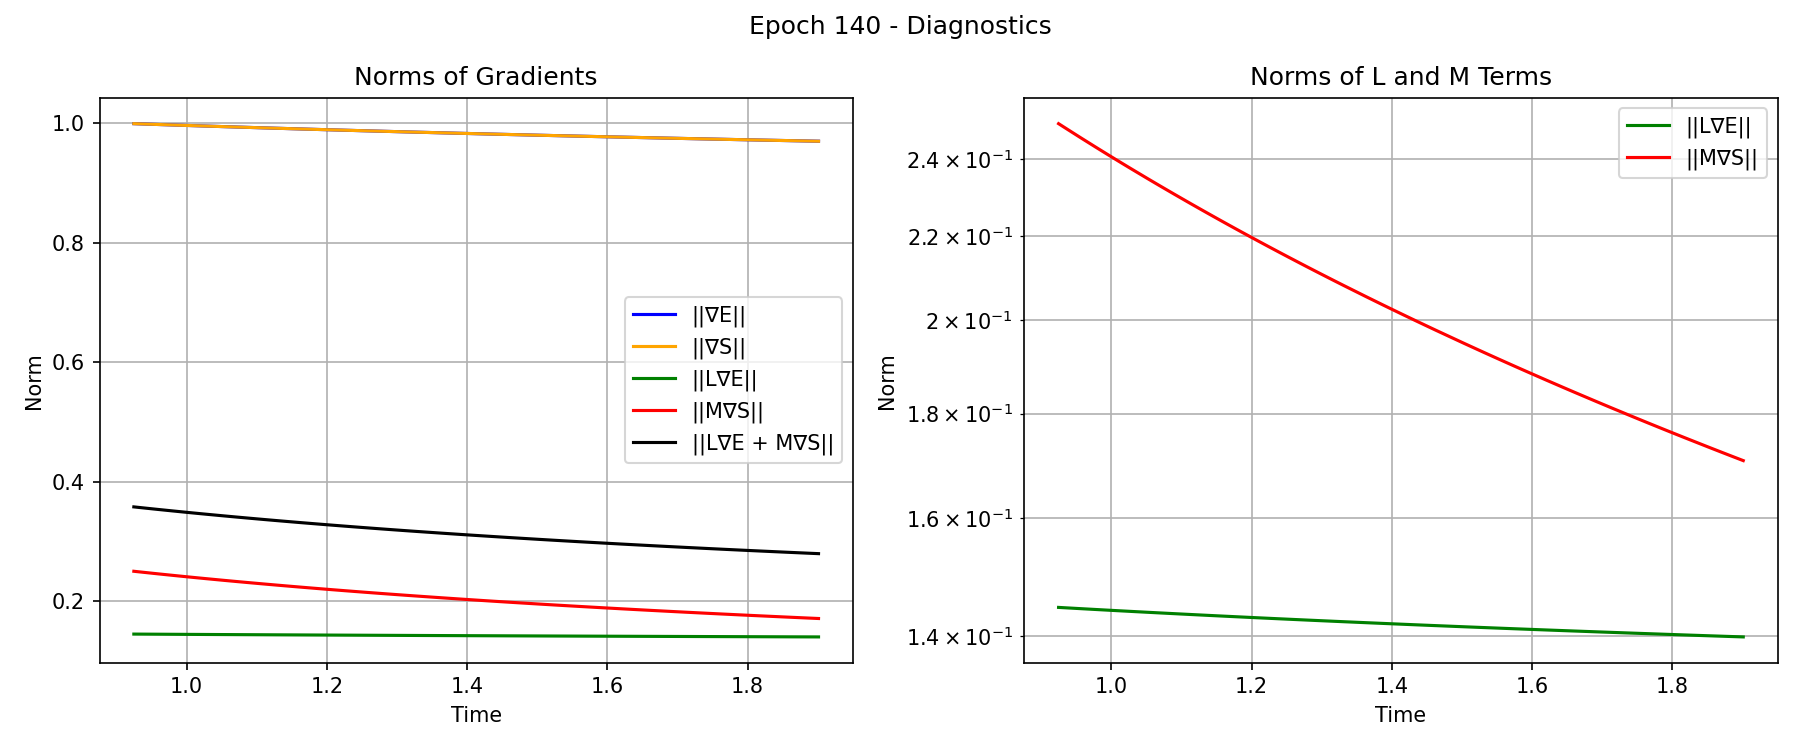 Epoch 140 - Diagnostics
Norms of Gradients
1.0
0.8
0.6
0.4
0.2
Norm
||∇E||
||∇S||
||L∇E||
||M∇S||
||L∇E + M∇S||
1.0 1.2 1.4 1.6 1.8
Time
Norms of L and M Terms
||L∇E||
||M∇S||
2.4 × 10⁻¹
2.2 × 10⁻¹
2 × 10⁻¹
1.8 × 10⁻¹
1.6 × 10⁻¹
1.4 × 10⁻¹
Norm
1.0 1.2 1.4 1.6 1.8
Time